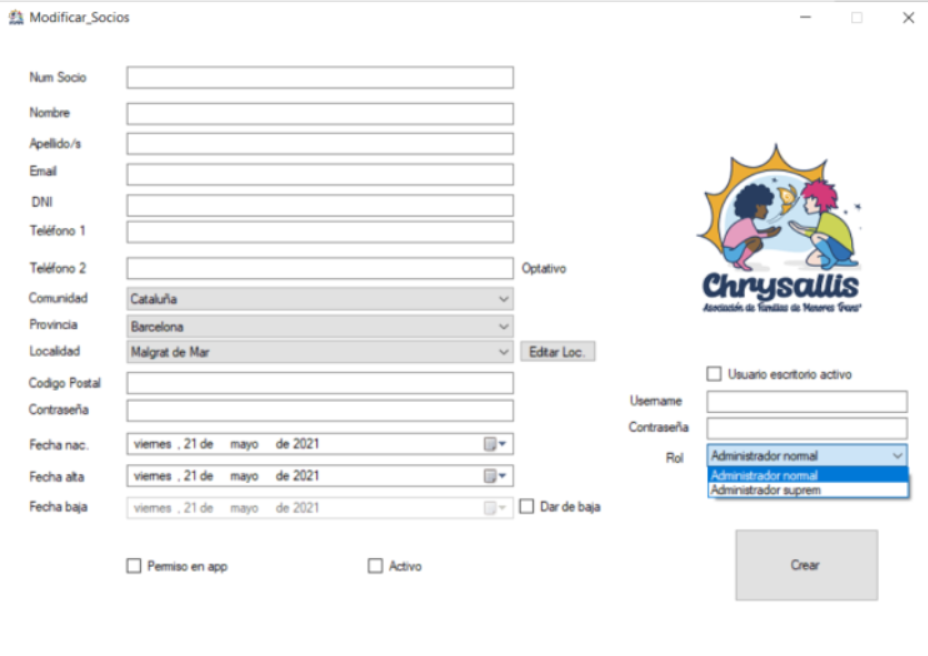 Modificar_Socios
Num Socio
Nombre
Apellido/s
Email
DNI
Teléfono 1
Teléfono 2
Optativo
Comunidad
Cataluña
Provincia
Barcelona
Localidad
Malgrat de Mar
Editar Loc.
Codigo Postal
Contraseña
Fecha nac.
viernes , 21 de mayo de 2021
Fecha alta
viernes , 21 de mayo de 2021
Fecha baja
viernes , 21 de mayo de 2021
Dar de baja
Permiso en app
Activo
Chrysallis
Asociación de Familias de Menores Trans*
Usuario escritorio activo
Username
Contraseña
Rol
Administrador normal
Administrador normal
Administrador suprem
Crear